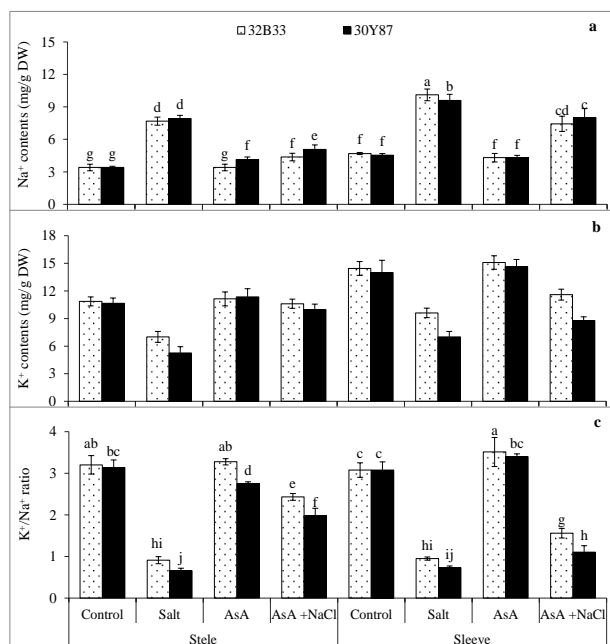 32B33 30Y87 a
Na+ contents (mg/g DW)
15
12
9
6
3
0
g g d d g f f e f f a b f f cd c
b
K+ contents (mg/g DW)
18
15
12
9
6
3
0
c
K+/Na+ ratio
4
3
2
1
0
ab bc hi j ab d e f c c hi ij a bc g h
Control Salt AsA AsA +NaCl Control Salt AsA AsA +NaCl
Stele Sleeve